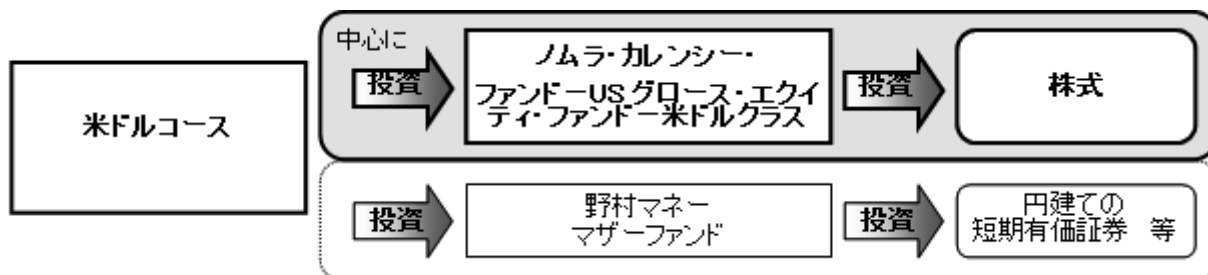 中心に
米ドルコース
投資
ノムラ・カレンシー・
ファンド－USグロース・エクイ
ティ・ファンド－米ドルクラス
投資
株式
投資
野村マネー
マザーファンド
投資
円建ての
短期有価証券　等